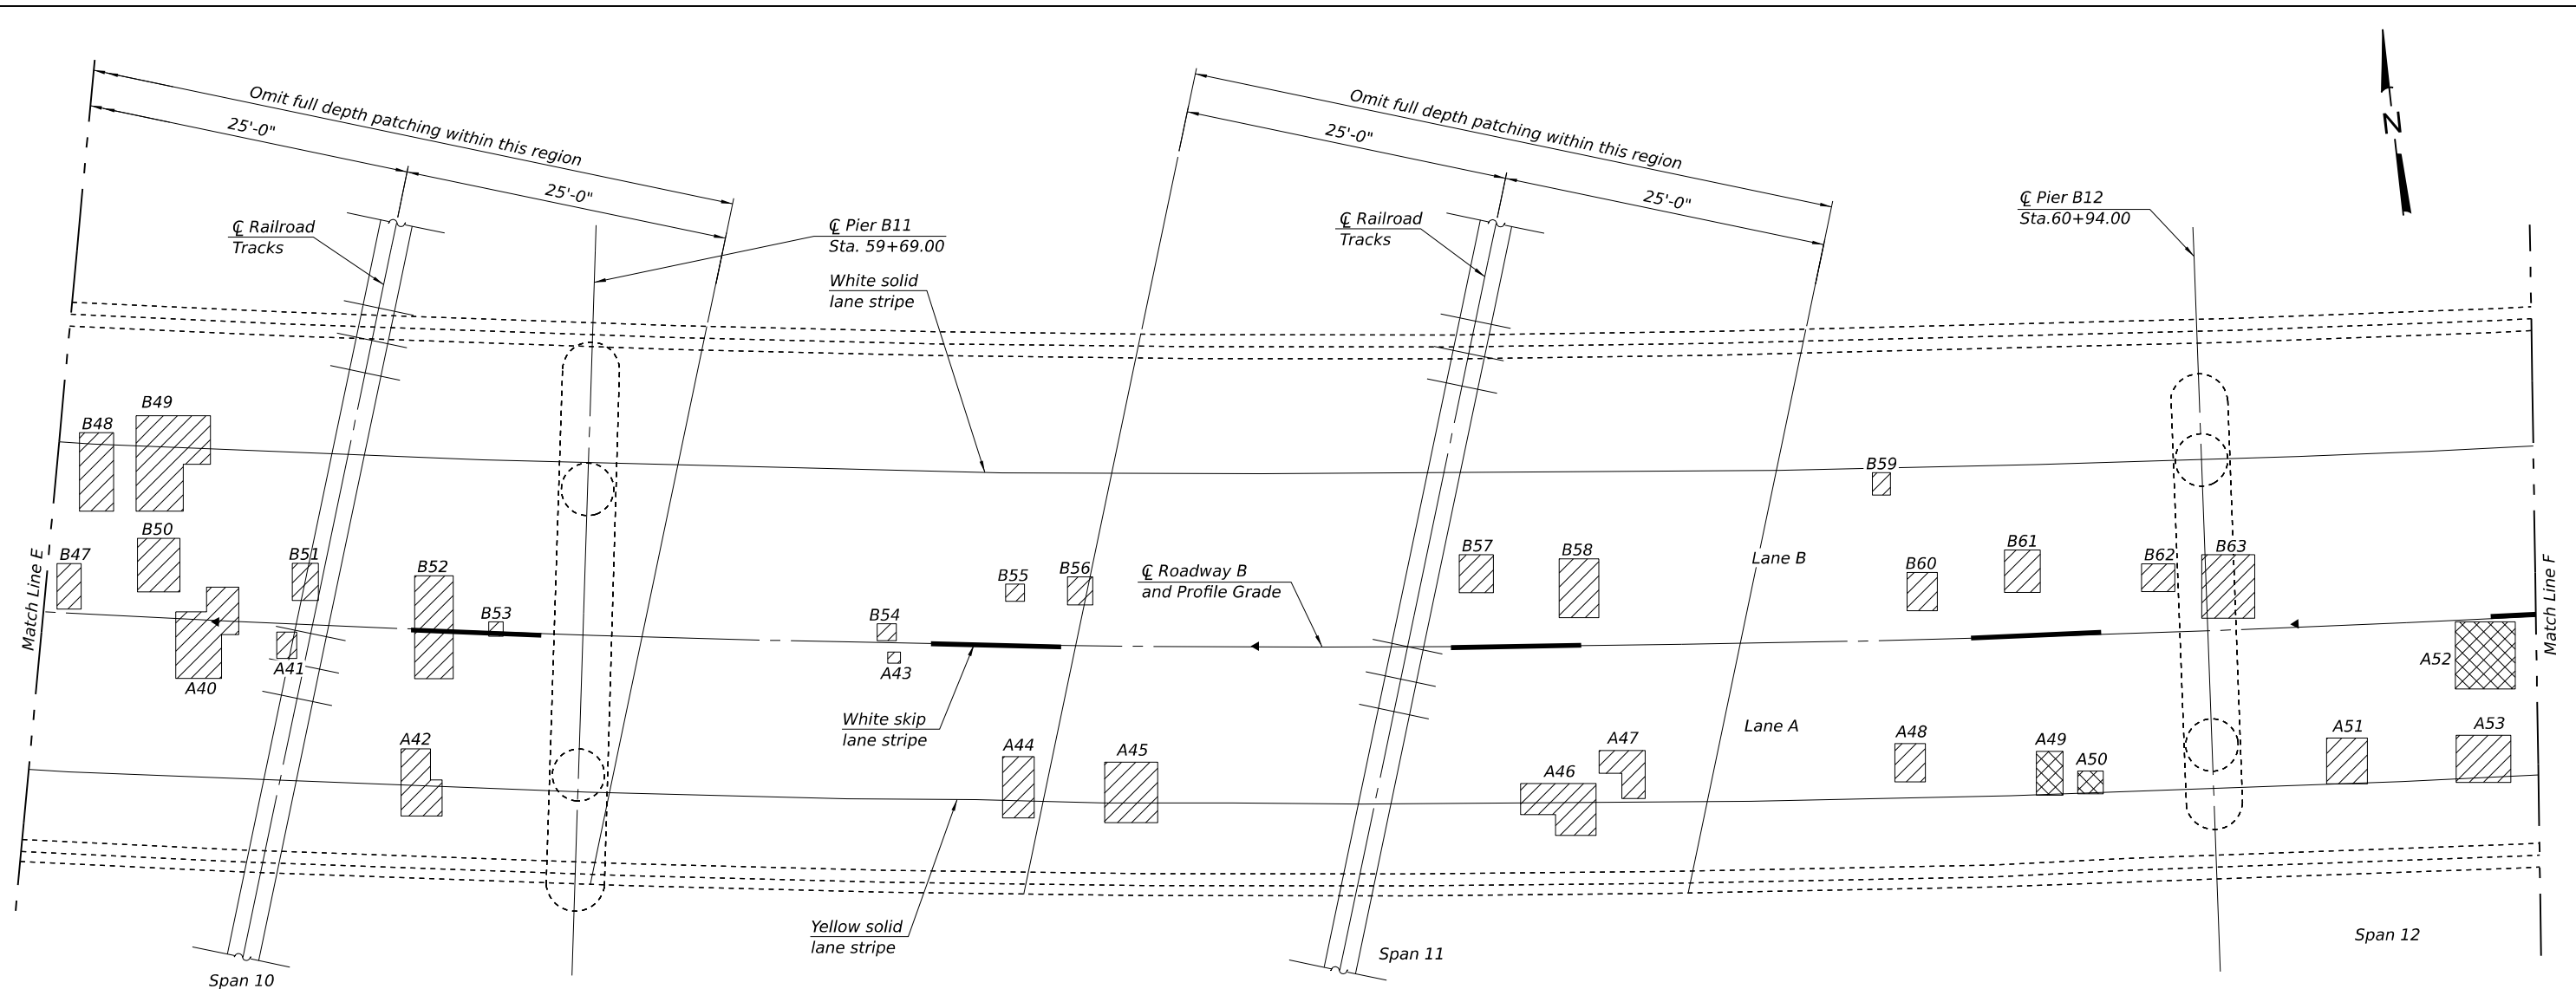 Omit full depth patching within this region
25'-0"
25'-0"
Omit full depth patching within this region
25'-0"
25'-0"
N
℄ Railroad
Tracks
℄ Pier B11
Sta. 59+69.00
White solid
lane stripe
℄ Railroad
Tracks
℄ Pier B12
Sta.60+94.00
B49
B48
B59
B50
B47
B51
B52
B53
B54
B55
B56
℄ Roadway B
and Profile Grade
B57
B58
Lane B
B60
B61
B62
B63
Match Line E
Match Line F
A40
A41
A43
A52
White skip
lane stripe
Lane A
A42
A44
A45
A46
A47
A48
A49
A50
A51
A53
Yellow solid
lane stripe
Span 10
Span 11
Span 12